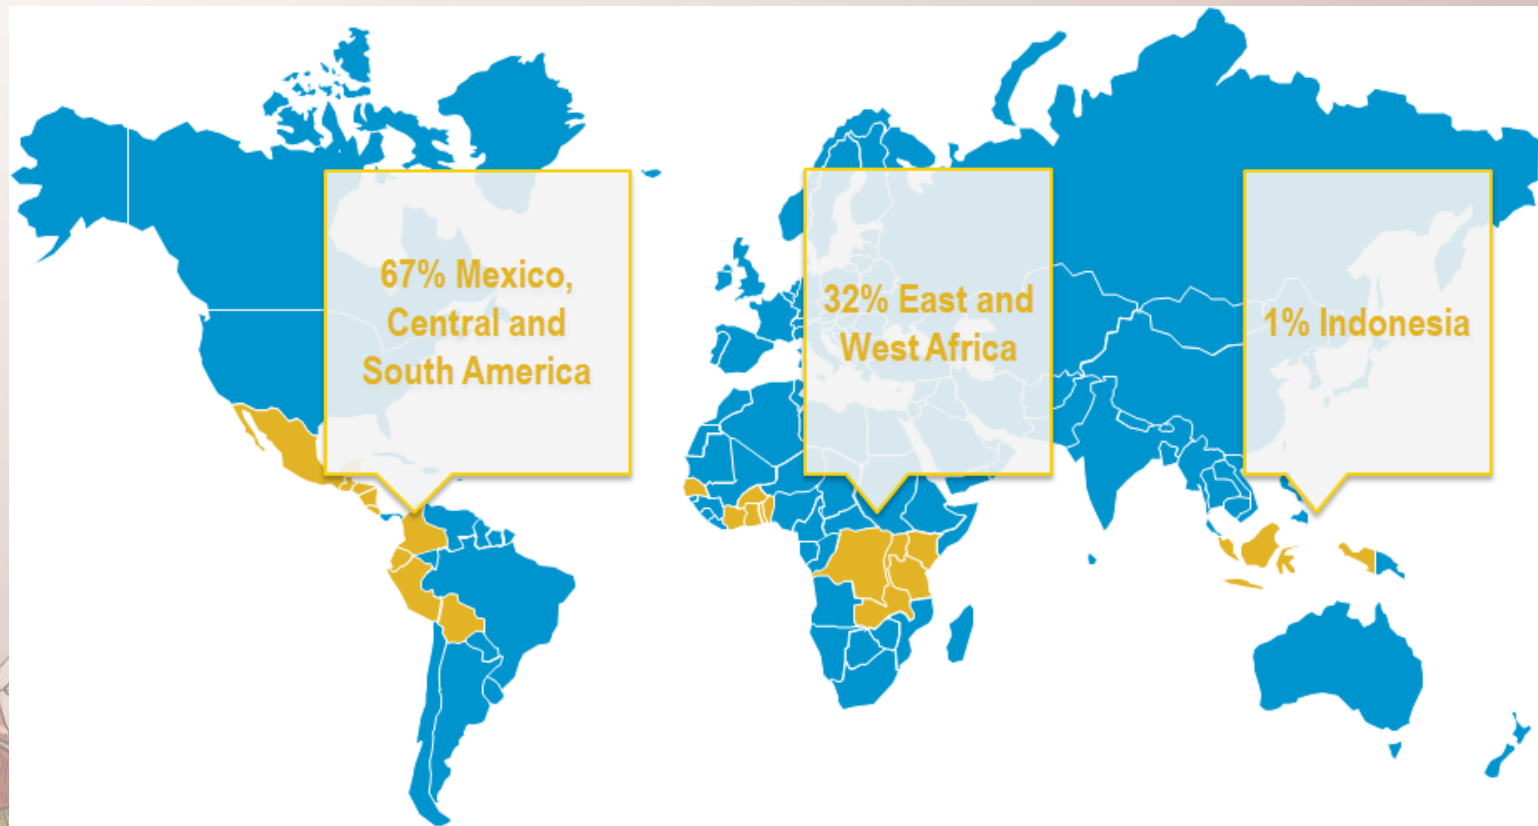 67% Mexico,
Central and
South America
32% East and
West Africa
1% Indonesia